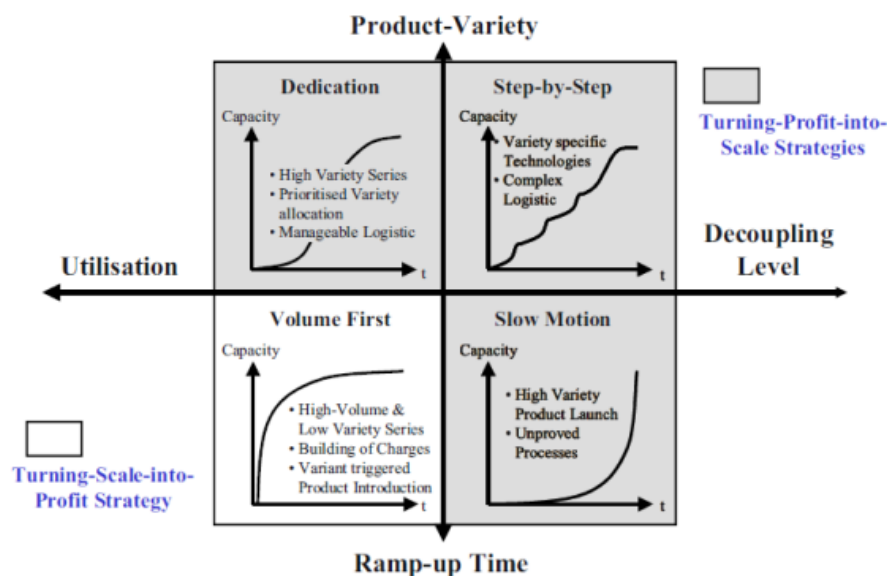 Product-Variety
Dedication
Capacity
• High Variety Series
• Prioritised Variety
allocation
• Manageable Logistic
t
Step-by-Step
Capacity
• Variety specific
Technologies
• Complex
Logistic
t
Turning-Profit-into-
Scale Strategies
Utilisation
Decoupling
Level
Volume First
Capacity
• High-Volume &
Low Variety Series
• Building of Charges
• Variant triggered
Product Introduction
t
Slow Motion
Capacity
• High Variety
Product Launch
• Unproved
Processes
t
Turning-Scale-into-
Profit Strategy
Ramp-up Time